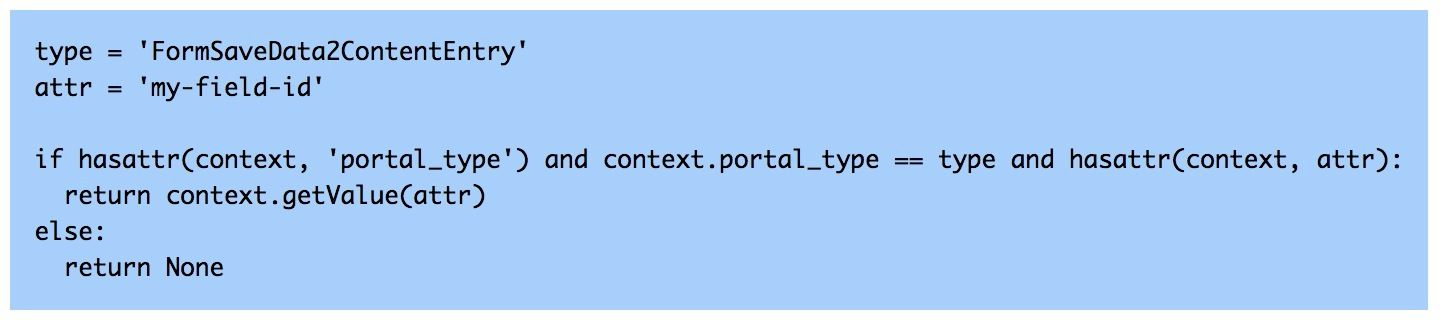 type = 'FormSaveData2ContentEntry'
attr = 'my-field-id'

if hasattr(context, 'portal_type') and context.portal_type == type and hasattr(context, attr):
  return context.getValue(attr)
else:
  return None